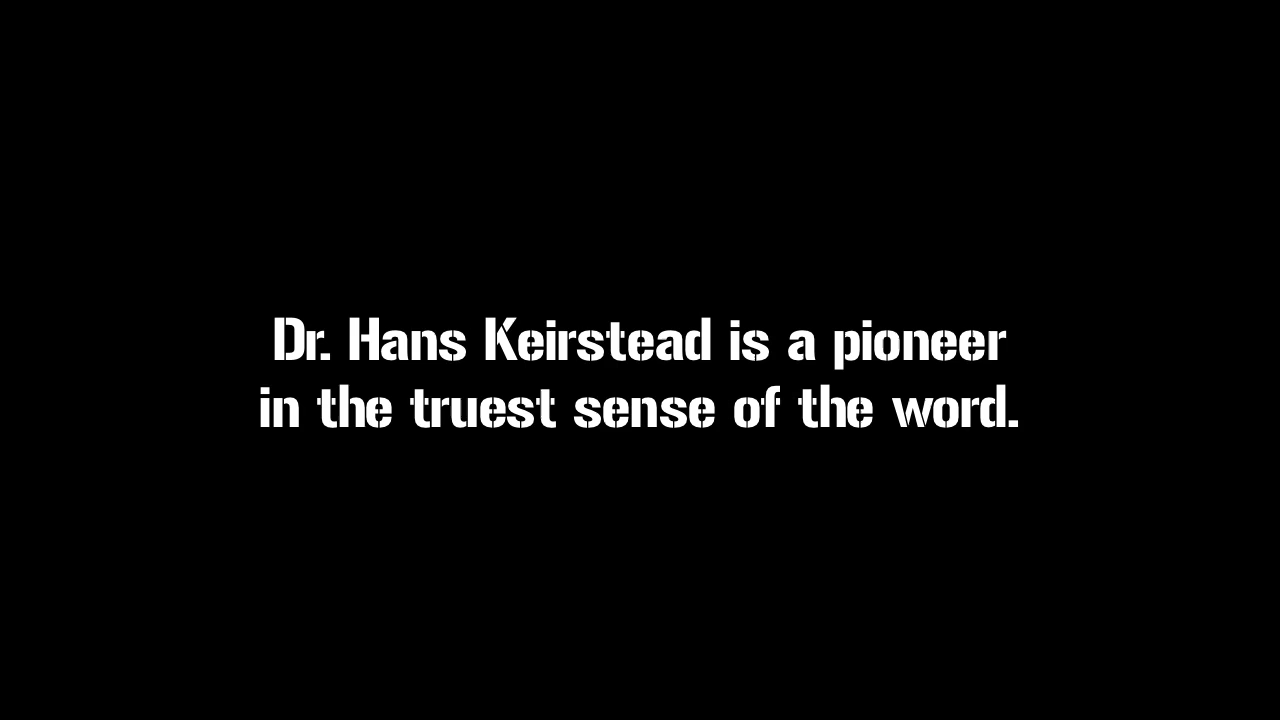 Dr. Hans Keirstead is a pioneer
in the truest sense of the word.